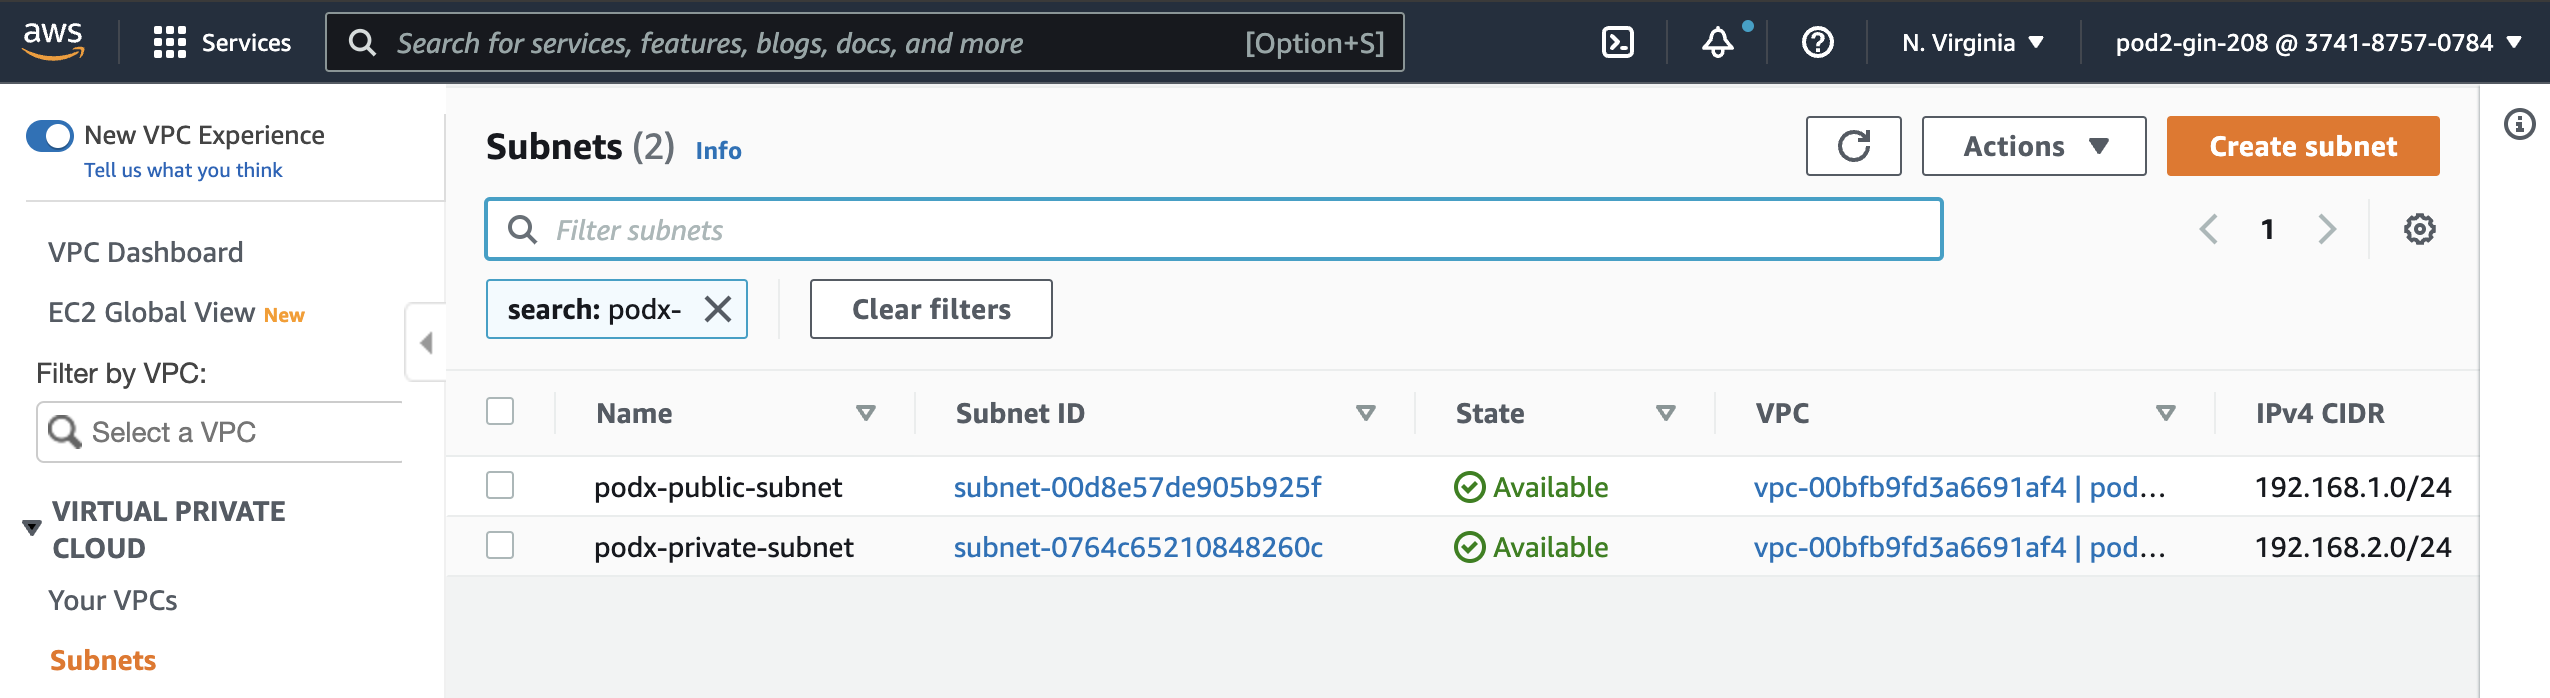 aws
Services
Search for services, features, blogs, docs, and more [Option+S]
N. Virginia
pod2-gin-208 @ 3741-8757-0784
New VPC Experience
Tell us what you think
VPC Dashboard
EC2 Global View New
Filter by VPC:
Select a VPC
VIRTUAL PRIVATE
CLOUD
Your VPCs
Subnets
Subnets (2) Info
Actions
Create subnet
Filter subnets
1
search: podx-
Clear filters
Name Subnet ID State VPC IPv4 CIDR
podx-public-subnet subnet-00d8e57de905b925f Available vpc-00bfb9fd3a6691af4 | pod... 192.168.1.0/24
podx-private-subnet subnet-0764c65210848260c Available vpc-00bfb9fd3a6691af4 | pod... 192.168.2.0/24